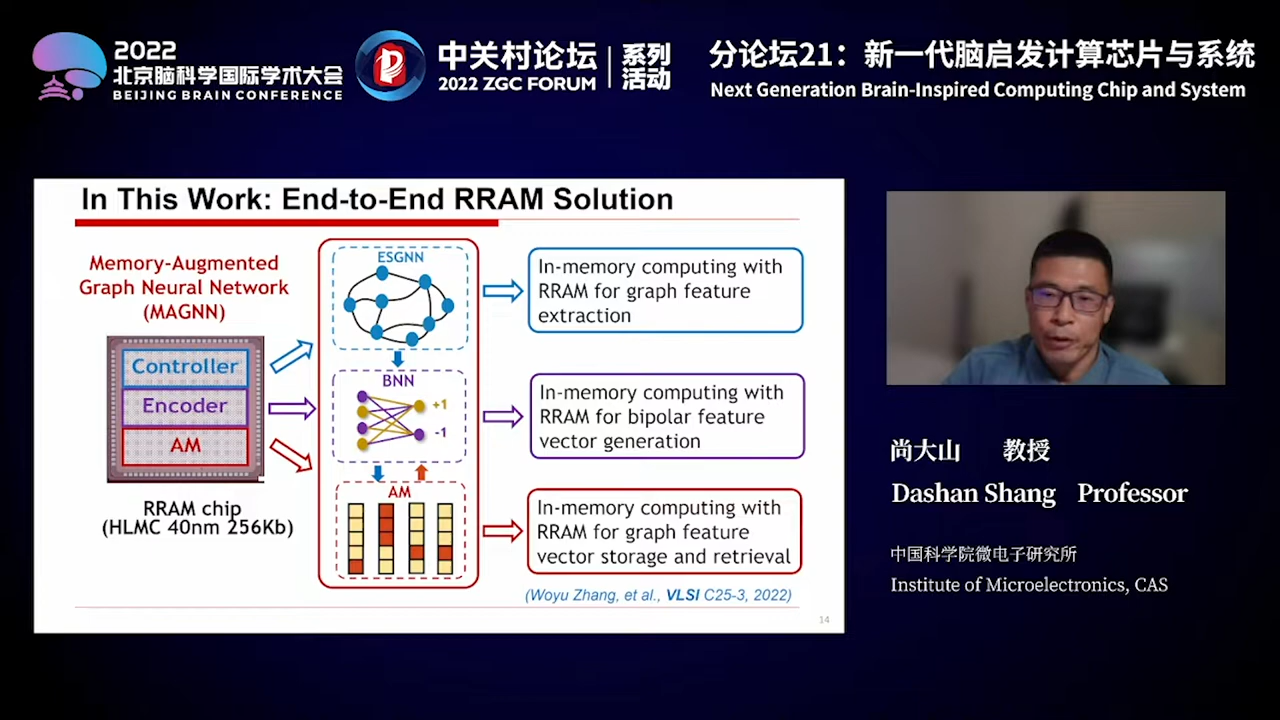 2022
北京脑科学国际学术大会
BEIJING BRAIN CONFERENCE
中关村论坛
2022 ZGC FORUM
系列
活动
分论坛21：新一代脑启发计算芯片与系统
Next Generation Brain-Inspired Computing Chip and System
In This Work: End-to-End RRAM Solution
Memory-Augmented
Graph Neural Network
(MAGNN)
Controller
Encoder
AM
RRAM chip
(HLMC 40nm 256Kb)
ESGNN
BNN
+1
-1
AM
In-memory computing with
RRAM for graph feature
extraction
In-memory computing with
RRAM for bipolar feature
vector generation
In-memory computing with
RRAM for graph feature
vector storage and retrieval
(Woyu Zhang, et al., VLSI C25-3, 2022)
14
尚大山 教授
Dashan Shang Professor
中国科学院微电子研究所
Institute of Microelectronics, CAS